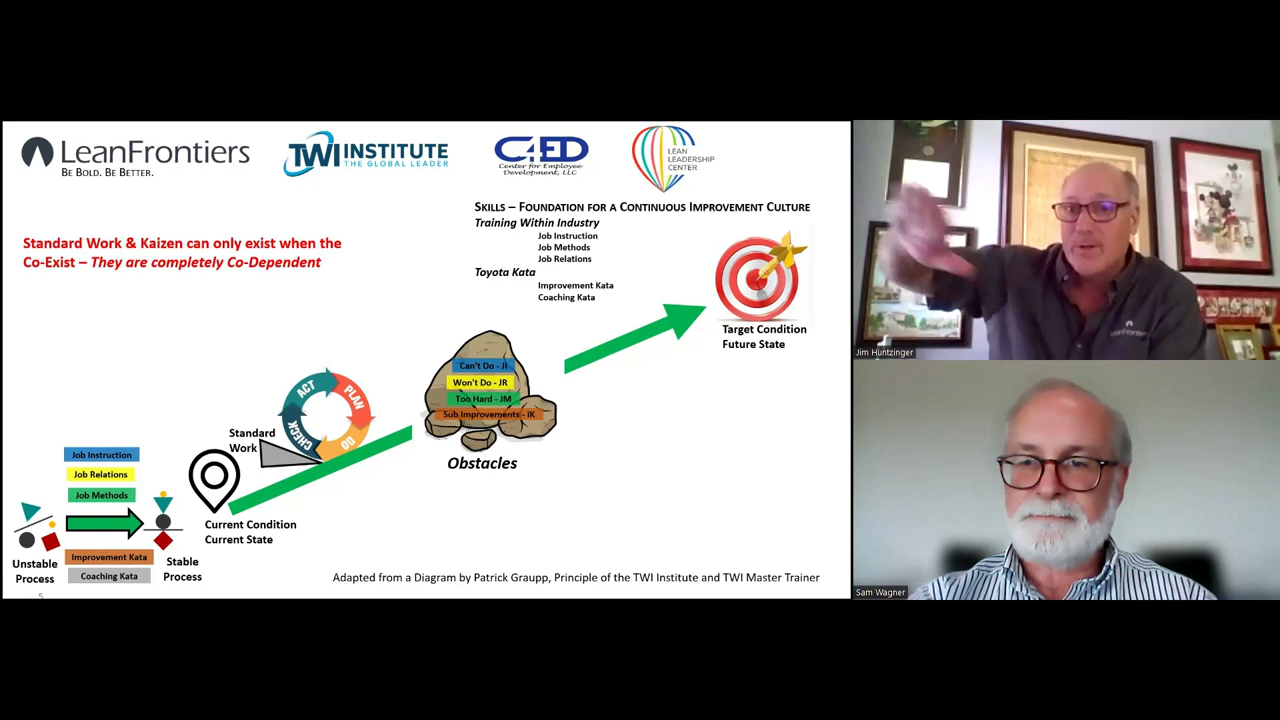 LeanFrontiers
BE BOLD. BE BETTER.
TWI INSTITUTE
THE GLOBAL LEADER
C4ED
Center for Employee
Development, LLC
LEAN
LEADERSHIP
CENTER
SKILLS – FOUNDATION FOR A CONTINUOUS IMPROVEMENT CULTURE
Training Within Industry
Job Instruction
Job Methods
Job Relations
Toyota Kata
Improvement Kata
Coaching Kata
Standard Work & Kaizen can only exist when the
Co-Exist – They are completely Co-Dependent
Target Condition
Future State
Can't Do - JI
Won't Do - JR
Too Hard - JM
Sub Improvements - IK
Obstacles
ACT
PLAN
DO
CHECK
Standard
Work
Job Instruction
Job Relations
Job Methods
Current Condition
Current State
Improvement Kata
Coaching Kata
Unstable
Process
Stable
Process
Adapted from a Diagram by Patrick Graupp, Principle of the TWI Institute and TWI Master Trainer
5
LeanFrontiers
Jim Huntzinger
Sam Wagner